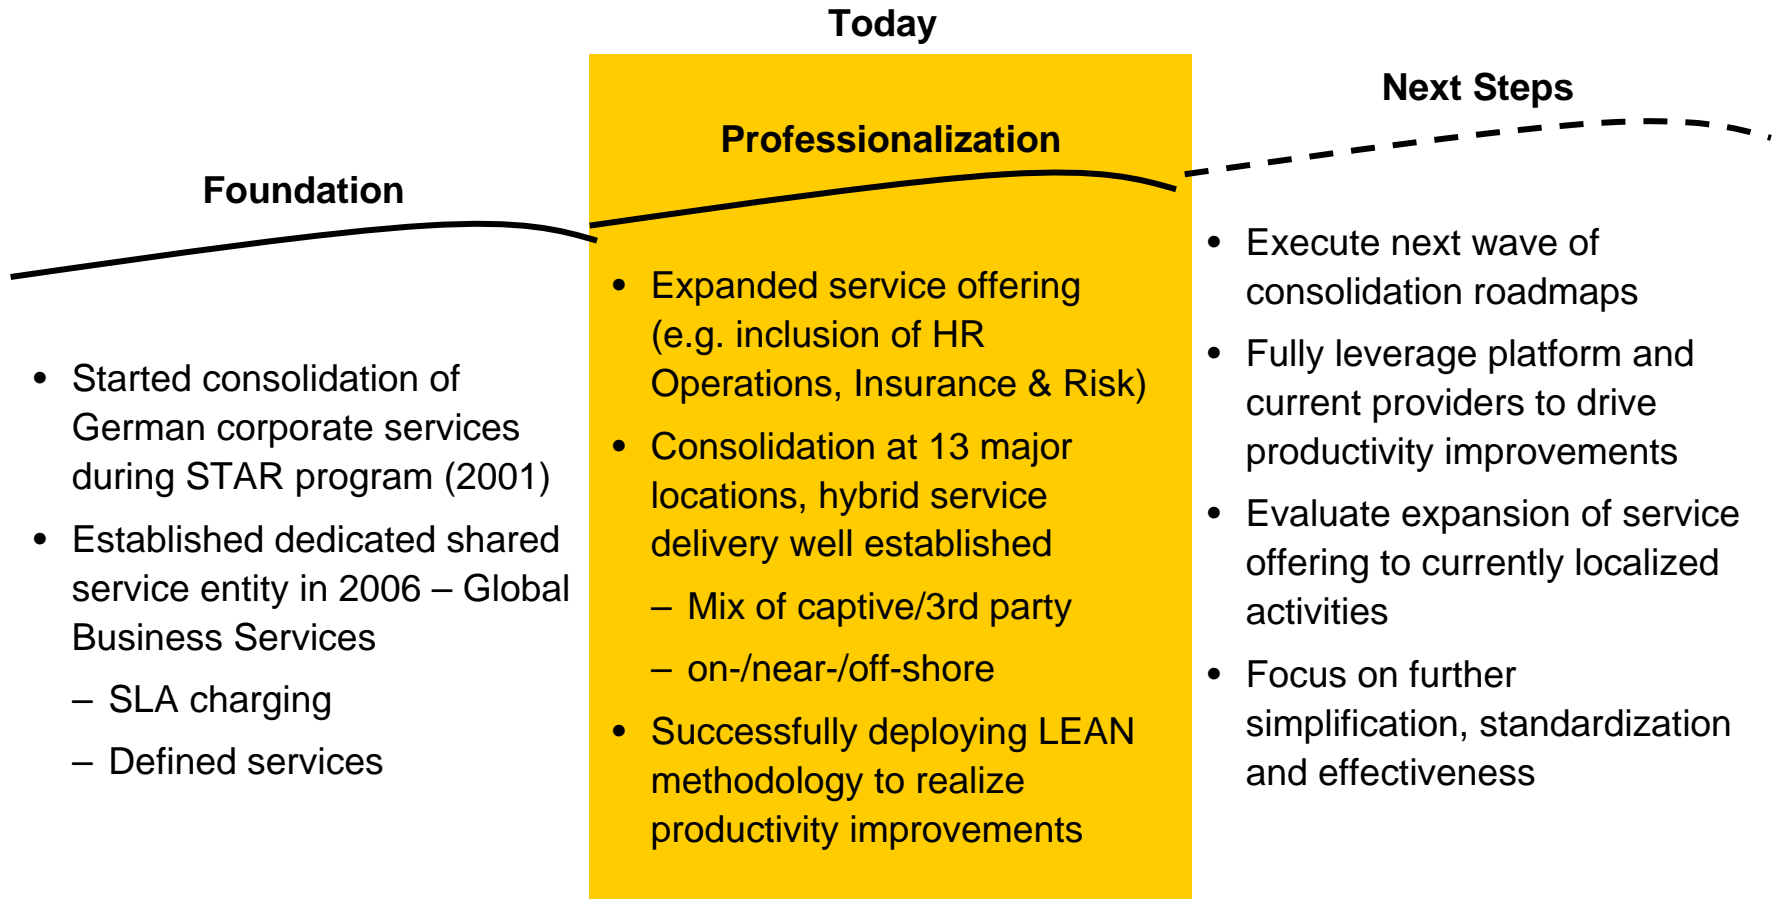 Today
Foundation
• Started consolidation of
German corporate services
during STAR program (2001)
• Established dedicated shared
service entity in 2006 – Global
Business Services
– SLA charging
– Defined services
Professionalization
• Expanded service offering
(e.g. inclusion of HR
Operations, Insurance & Risk)
• Consolidation at 13 major
locations, hybrid service
delivery well established
– Mix of captive/3rd party
– on-/near-/off-shore
• Successfully deploying LEAN
methodology to realize
productivity improvements
Next Steps
• Execute next wave of
consolidation roadmaps
• Fully leverage platform and
current providers to drive
productivity improvements
• Evaluate expansion of service
offering to currently localized
activities
• Focus on further
simplification, standardization
and effectiveness